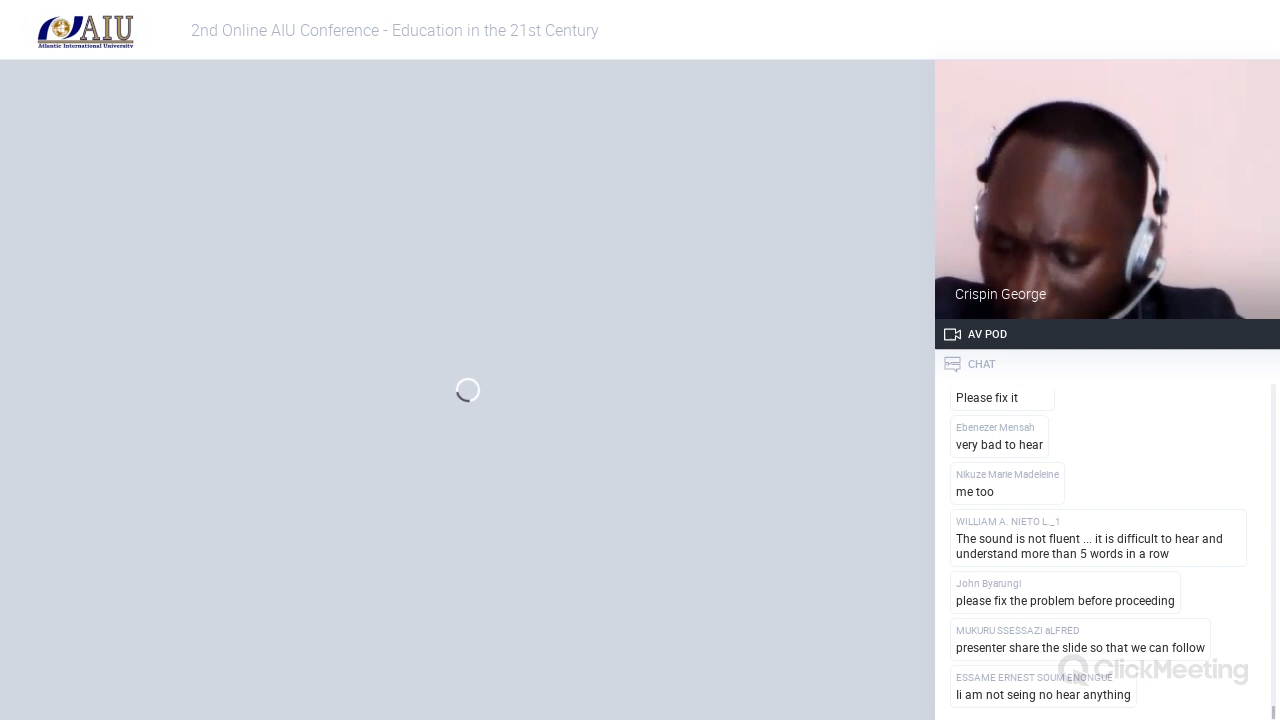 AIU
Atlantic International University
2nd Online AIU Conference - Education in the 21st Century
Crispin George
AV POD
CHAT
Please fix it
Ebenezer Mensah
very bad to hear
Nikuze Marie Madeleine
me too
WILLIAM A. NIETO L._1
The sound is not fluent ... it is difficult to hear and
understand more than 5 words in a row
John Byarungi
please fix the problem before proceeding
MUKURU SSESSAZI aLFRED
presenter share the slide so that we can follow
ClickMeeting
ESSAME ERNEST SOUM ENONGUE
Ii am not seing no hear anything